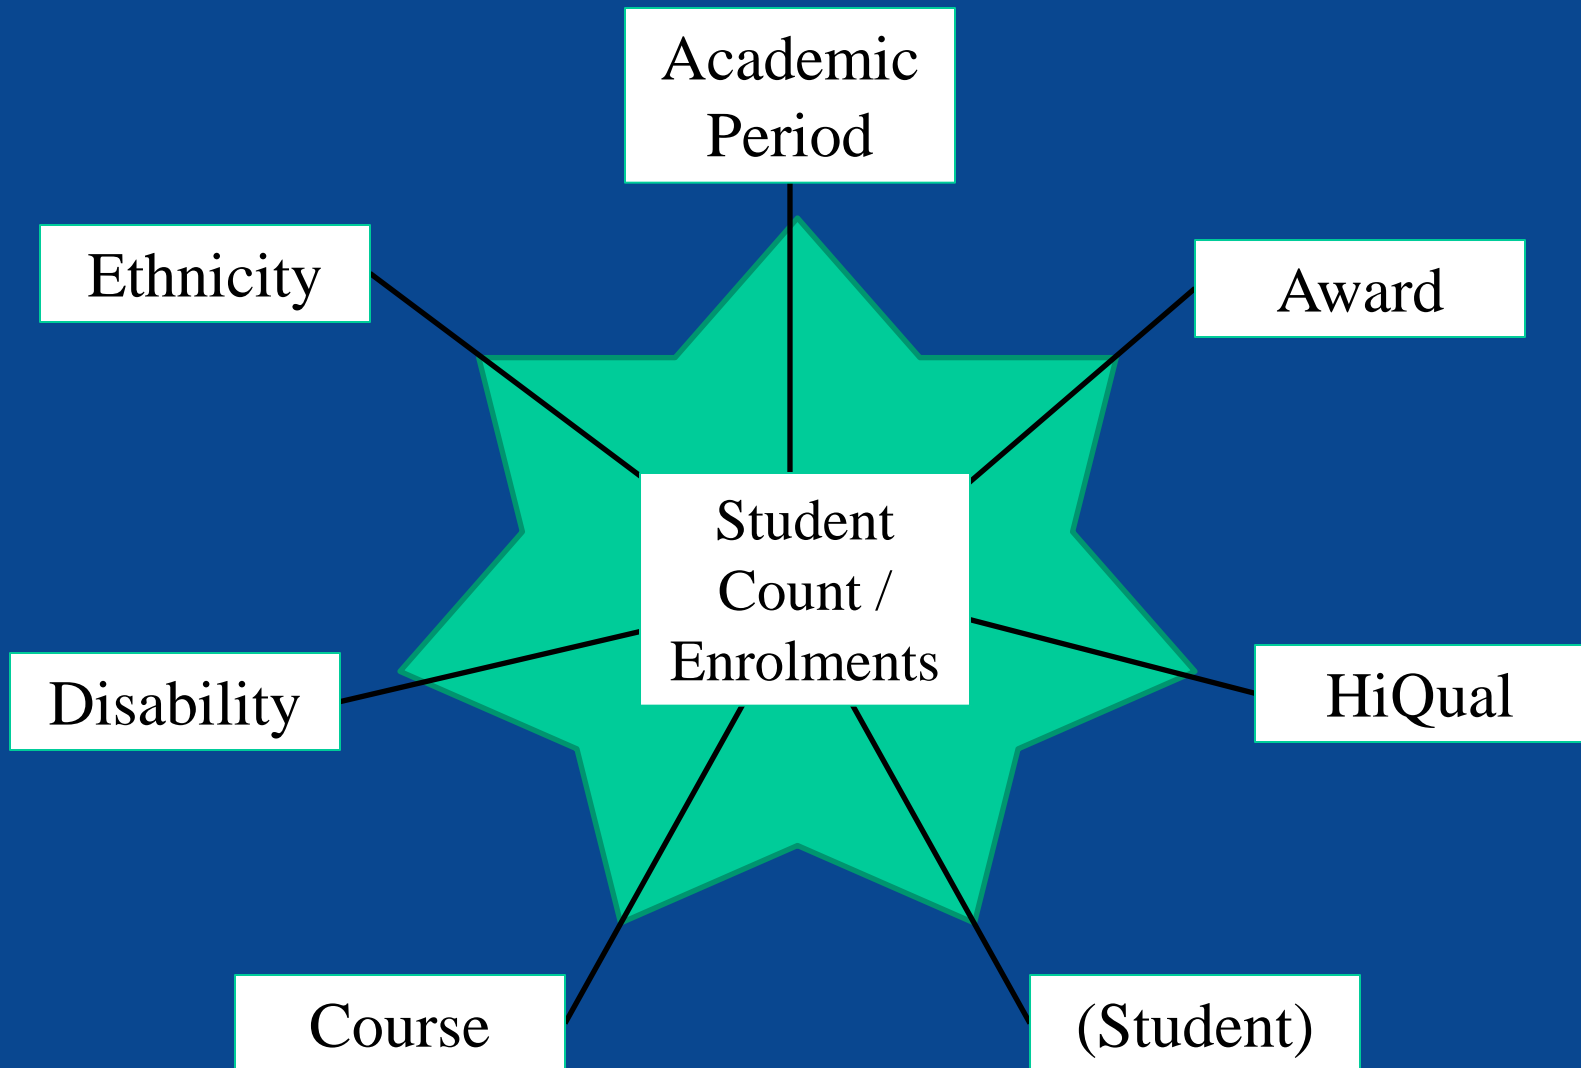 Academic
Period
Ethnicity
Award
Student
Count /
Enrolments
Disability
HiQual
Course
(Student)